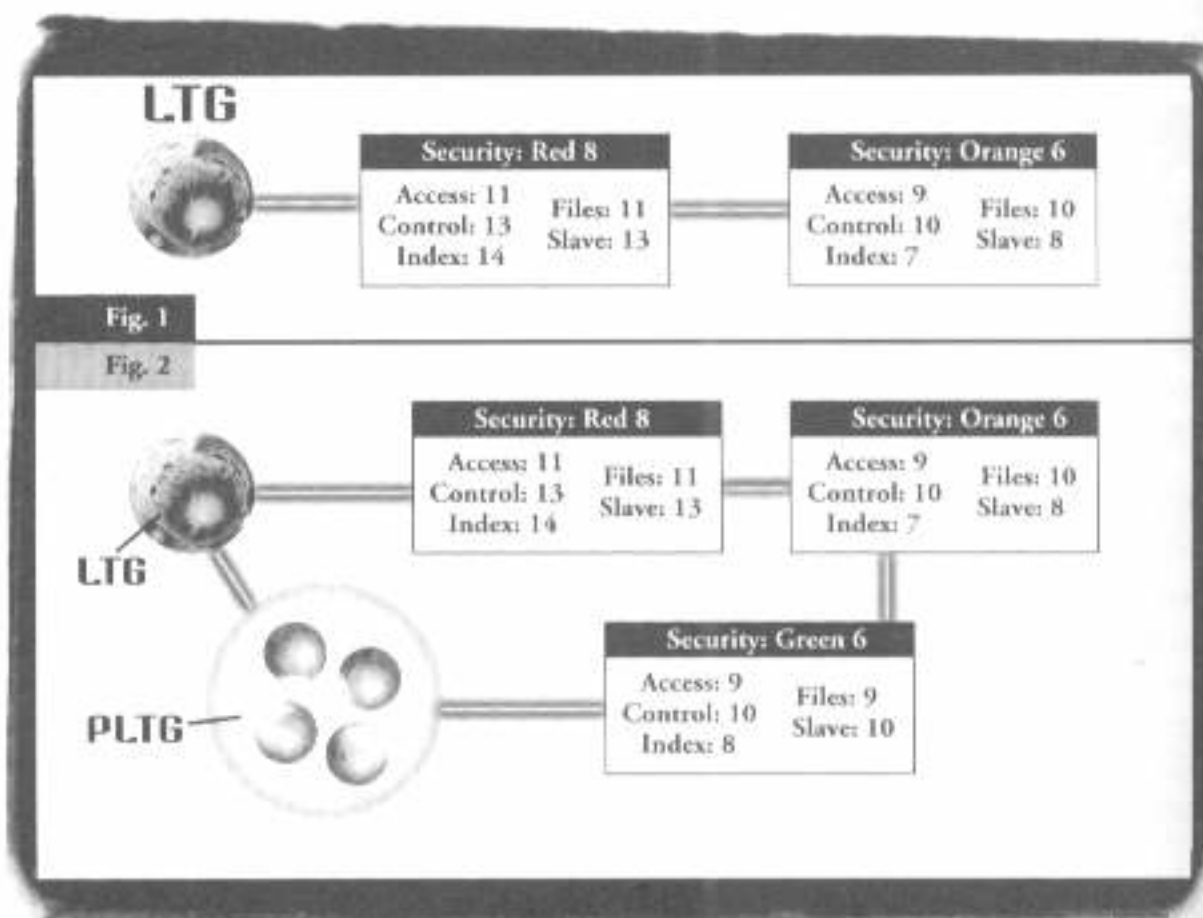 LTG
Security: Red 8
Access: 11
Control: 13
Index: 14
Files: 11
Slave: 13
Security: Orange 6
Access: 9
Control: 10
Index: 7
Files: 10
Slave: 8
Fig. 1
Fig. 2
Security: Red 8
Access: 11
Control: 13
Index: 14
Files: 11
Slave: 13
Security: Orange 6
Access: 9
Control: 10
Index: 7
Files: 10
Slave: 8
LTG
PLTG
Security: Green 6
Access: 9
Control: 10
Index: 8
Files: 9
Slave: 10